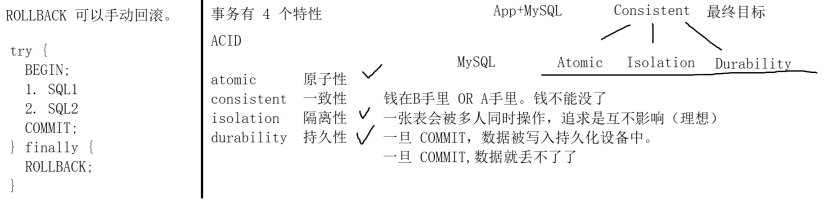 ROLLBACK 可以手动回滚。
try {
BEGIN;
1. SQL1
2. SQL2
COMMIT;
} finally {
ROLLBACK;
}
事务有 4 个特性
ACID
App+MySQL Consistent 最终目标
MySQL Atomic Isolation Durability
atomic 原子性
consistent 一致性 钱在B手里 OR A手里。钱不能没了
isolation 隔离性 一张表会被多人同时操作，追求是互不影响（理想）
durability 持久性 一旦 COMMIT，数据被写入持久化设备中。
一旦 COMMIT,数据就丢不了了